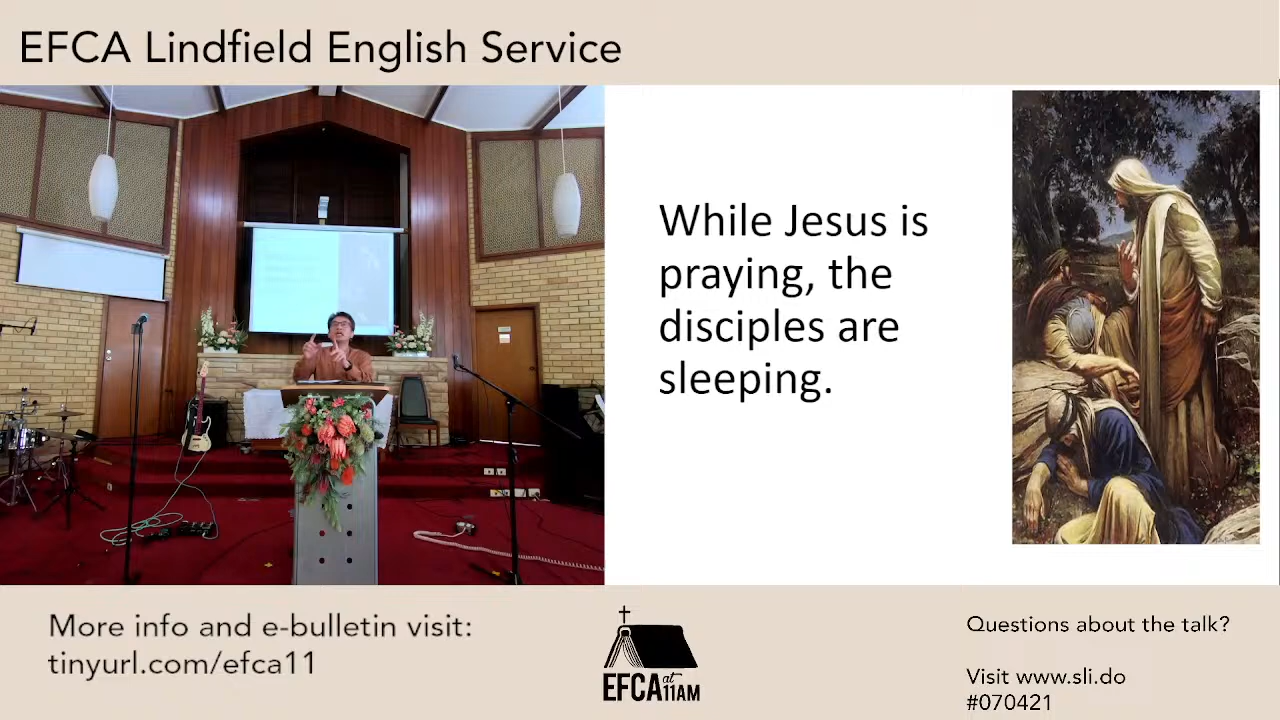 EFCA Lindfield English Service
While Jesus is
praying, the
disciples are
sleeping.
More info and e-bulletin visit:
tinyurl.com/efca11
EFCA at 11AM
Questions about the talk?
Visit www.sli.do
#070421